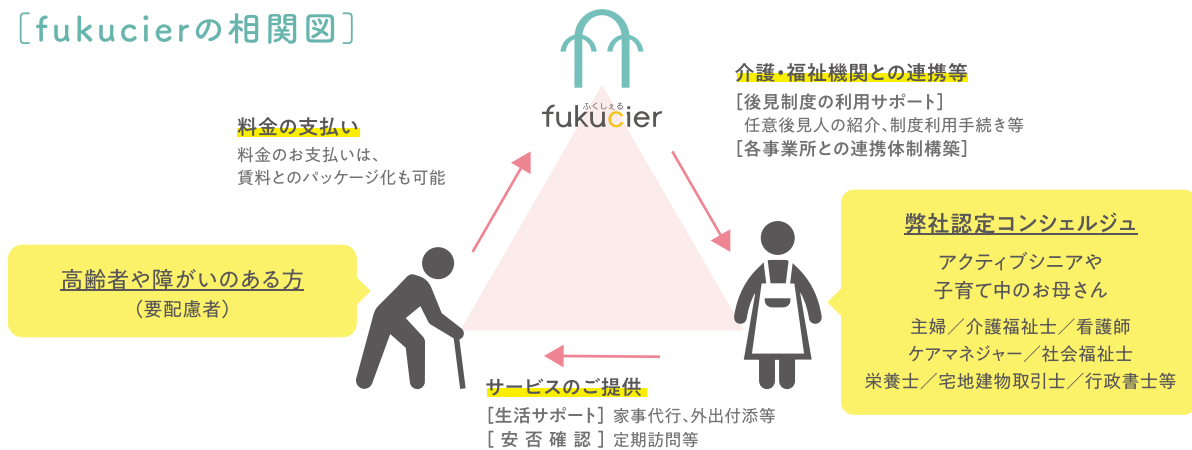 [fukucierの相関図]
ふくしぇる
fukucier
料金の支払い
料金のお支払いは、
賃料とのパッケージ化も可能
介護・福祉機関との連携等
[後見制度の利用サポート]
任意後見人の紹介、制度利用手続き等
[各事業所との連携体制構築]
高齢者や障がいのある方
（要配慮者）
弊社認定コンシェルジュ
アクティブシニアや
子育て中のお母さん
主婦／介護福祉士／看護師
ケアマネジャー／社会福祉士
栄養士／宅地建物取引士／行政書士等
サービスのご提供
[生活サポート] 家事代行、外出付添等
[安否確認] 定期訪問等